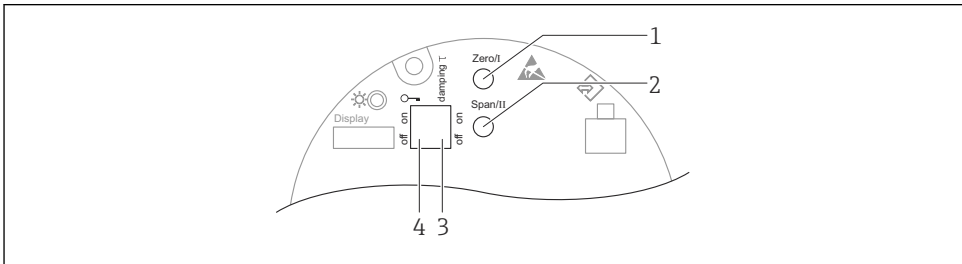 1
Zero/I
damping τ
2
Span/II
Display
on
on
off
off
4 3